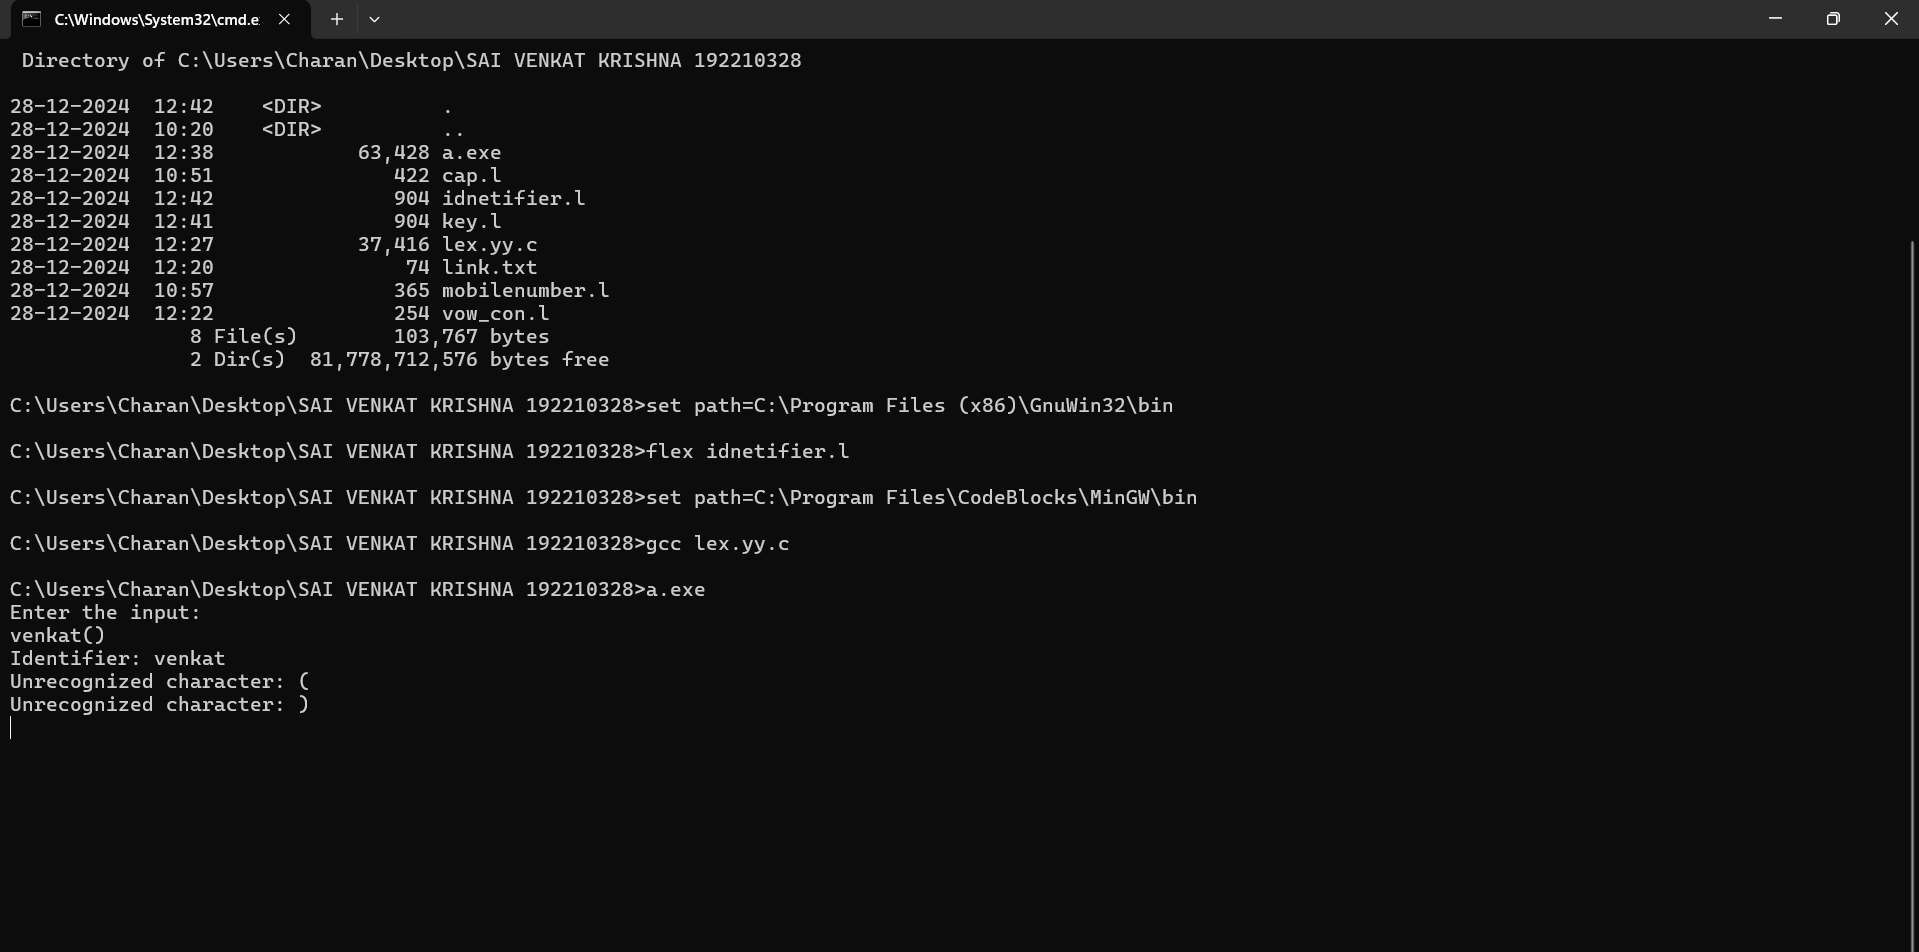 C:\Windows\System32\cmd.e
Directory of C:\Users\Charan\Desktop\SAI VENKAT KRISHNA 192210328
28-12-2024  12:42    <DIR>          .
28-12-2024  10:20    <DIR>          ..
28-12-2024  12:38            63,428 a.exe
28-12-2024  10:51               422 cap.l
28-12-2024  12:42               904 idnetifier.l
28-12-2024  12:41               904 key.l
28-12-2024  12:27            37,416 lex.yy.c
28-12-2024  12:20                74 link.txt
28-12-2024  10:57               365 mobilenumber.l
28-12-2024  12:22               254 vow_con.l
               8 File(s)        103,767 bytes
               2 Dir(s)  81,778,712,576 bytes free
C:\Users\Charan\Desktop\SAI VENKAT KRISHNA 192210328>set path=C:\Program Files (x86)\GnuWin32\bin
C:\Users\Charan\Desktop\SAI VENKAT KRISHNA 192210328>flex idnetifier.l
C:\Users\Charan\Desktop\SAI VENKAT KRISHNA 192210328>set path=C:\Program Files\CodeBlocks\MinGW\bin
C:\Users\Charan\Desktop\SAI VENKAT KRISHNA 192210328>gcc lex.yy.c
C:\Users\Charan\Desktop\SAI VENKAT KRISHNA 192210328>a.exe
Enter the input:
venkat()
Identifier: venkat
Unrecognized character: (
Unrecognized character: )